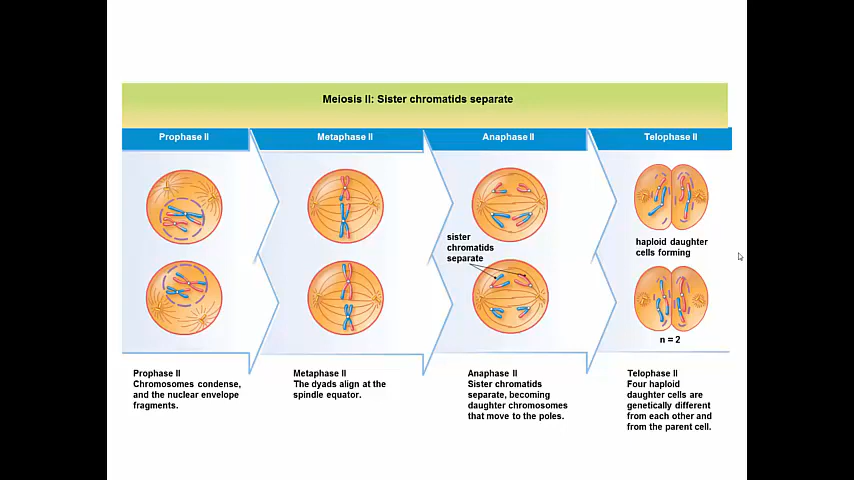 Meiosis II: Sister chromatids separate
Prophase II
Metaphase II
Anaphase II
Telophase II
sister
chromatids
separate
haploid daughter
cells forming
n = 2
Prophase II
Chromosomes condense,
and the nuclear envelope
fragments.
Metaphase II
The dyads align at the
spindle equator.
Anaphase II
Sister chromatids
separate, becoming
daughter chromosomes
that move to the poles.
Telophase II
Four haploid
daughter cells are
genetically different
from each other and
from the parent cell.